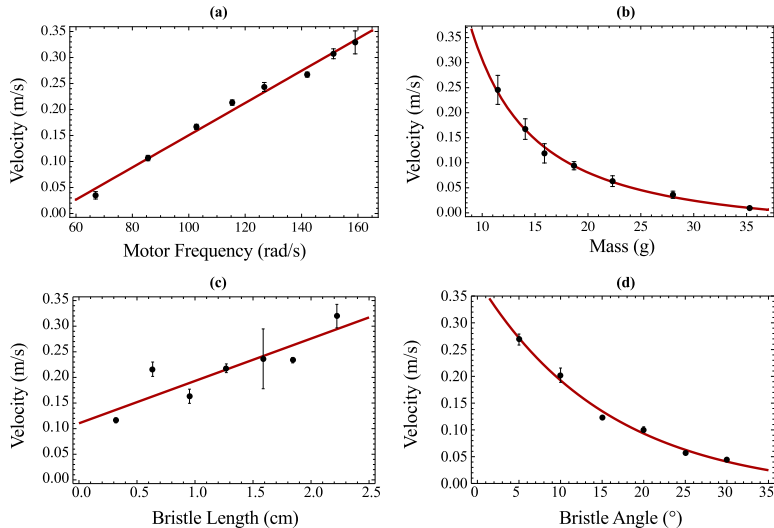 (a)
0.35
0.30
0.25
0.20
0.15
0.10
0.05
0.00
Velocity (m/s)
60 80 100 120 140 160
Motor Frequency (rad/s)
(b)
0.35
0.30
0.25
0.20
0.15
0.10
0.05
0.00
Velocity (m/s)
10 15 20 25 30 35
Mass (g)
(c)
0.35
0.30
0.25
0.20
0.15
0.10
0.05
0.00
Velocity (m/s)
0.0 0.5 1.0 1.5 2.0 2.5
Bristle Length (cm)
(d)
0.35
0.30
0.25
0.20
0.15
0.10
0.05
0.00
Velocity (m/s)
0 5 10 15 20 25 30 35
Bristle Angle (°)